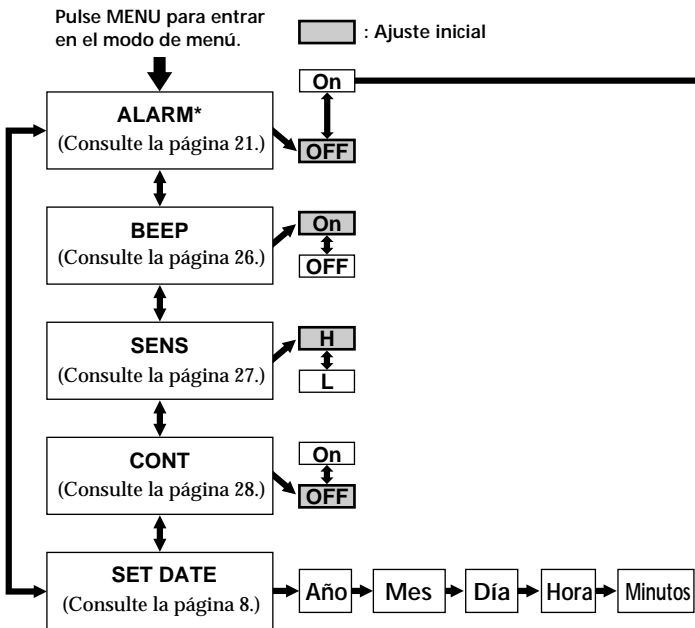 Pulse MENU para entrar
en el modo de menú.
: Ajuste inicial
On
ALARM*
(Consulte la página 21.)
OFF
BEEP
(Consulte la página 26.)
On
OFF
SENS
(Consulte la página 27.)
H
L
CONT
(Consulte la página 28.)
On
OFF
SET DATE
(Consulte la página 8.)
Año
Mes
Día
Hora
Minutos